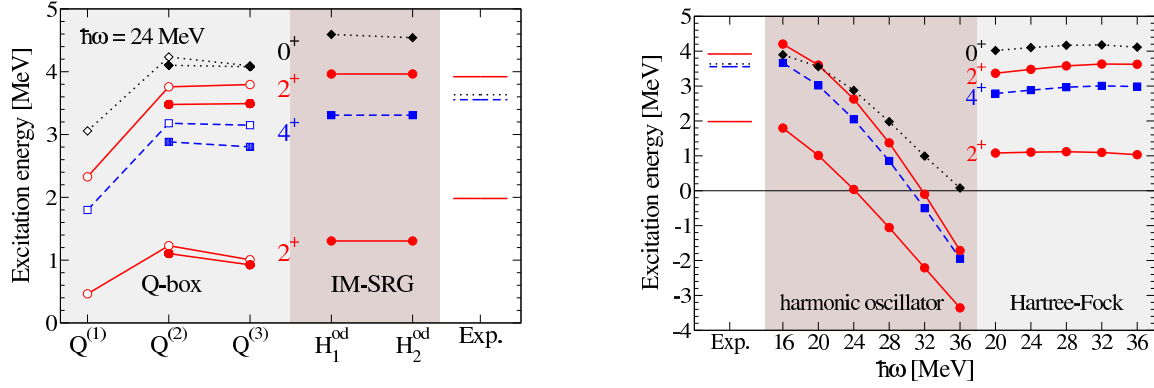 5
4
3
2
1
0
Excitation energy [MeV]
ħω = 24 MeV
0⁺
2⁺
4⁺
2⁺
Q-box
IM-SRG
Q⁽¹⁾
Q⁽²⁾
Q⁽³⁾
H₁ᵒᵈ
H₂ᵒᵈ
Exp.
5
4
3
2
1
0
-1
-2
-3
-4
Excitation energy [MeV]
0⁺
2⁺
4⁺
2⁺
harmonic oscillator
Hartree-Fock
Exp. 16 20 24 28 32 36 20 24 28 32 36
ħω [MeV]